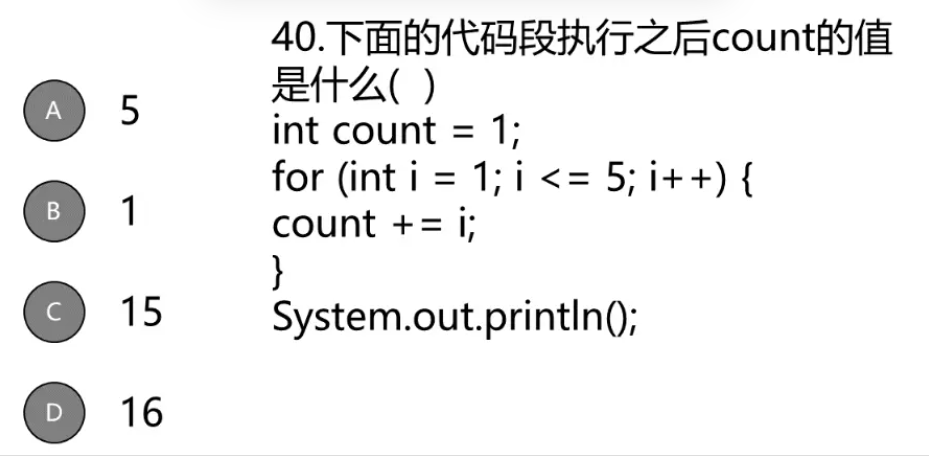 40.下面的代码段执行之后count的值
是什么(  )
int count = 1;
for (int i = 1; i <= 5; i++) {
count += i;
}
System.out.println();
A 5
B 1
C 15
D 16